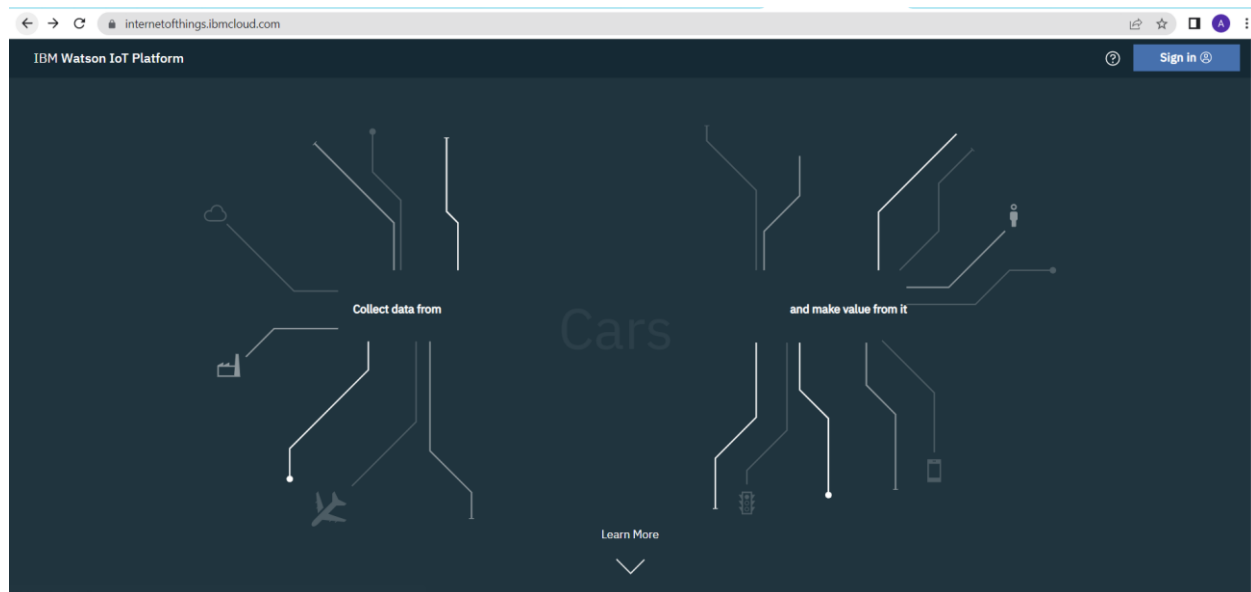 internetofthings.ibmcloud.com
A
IBM Watson IoT Platform
Sign in
Collect data from
Cars
and make value from it
Learn More